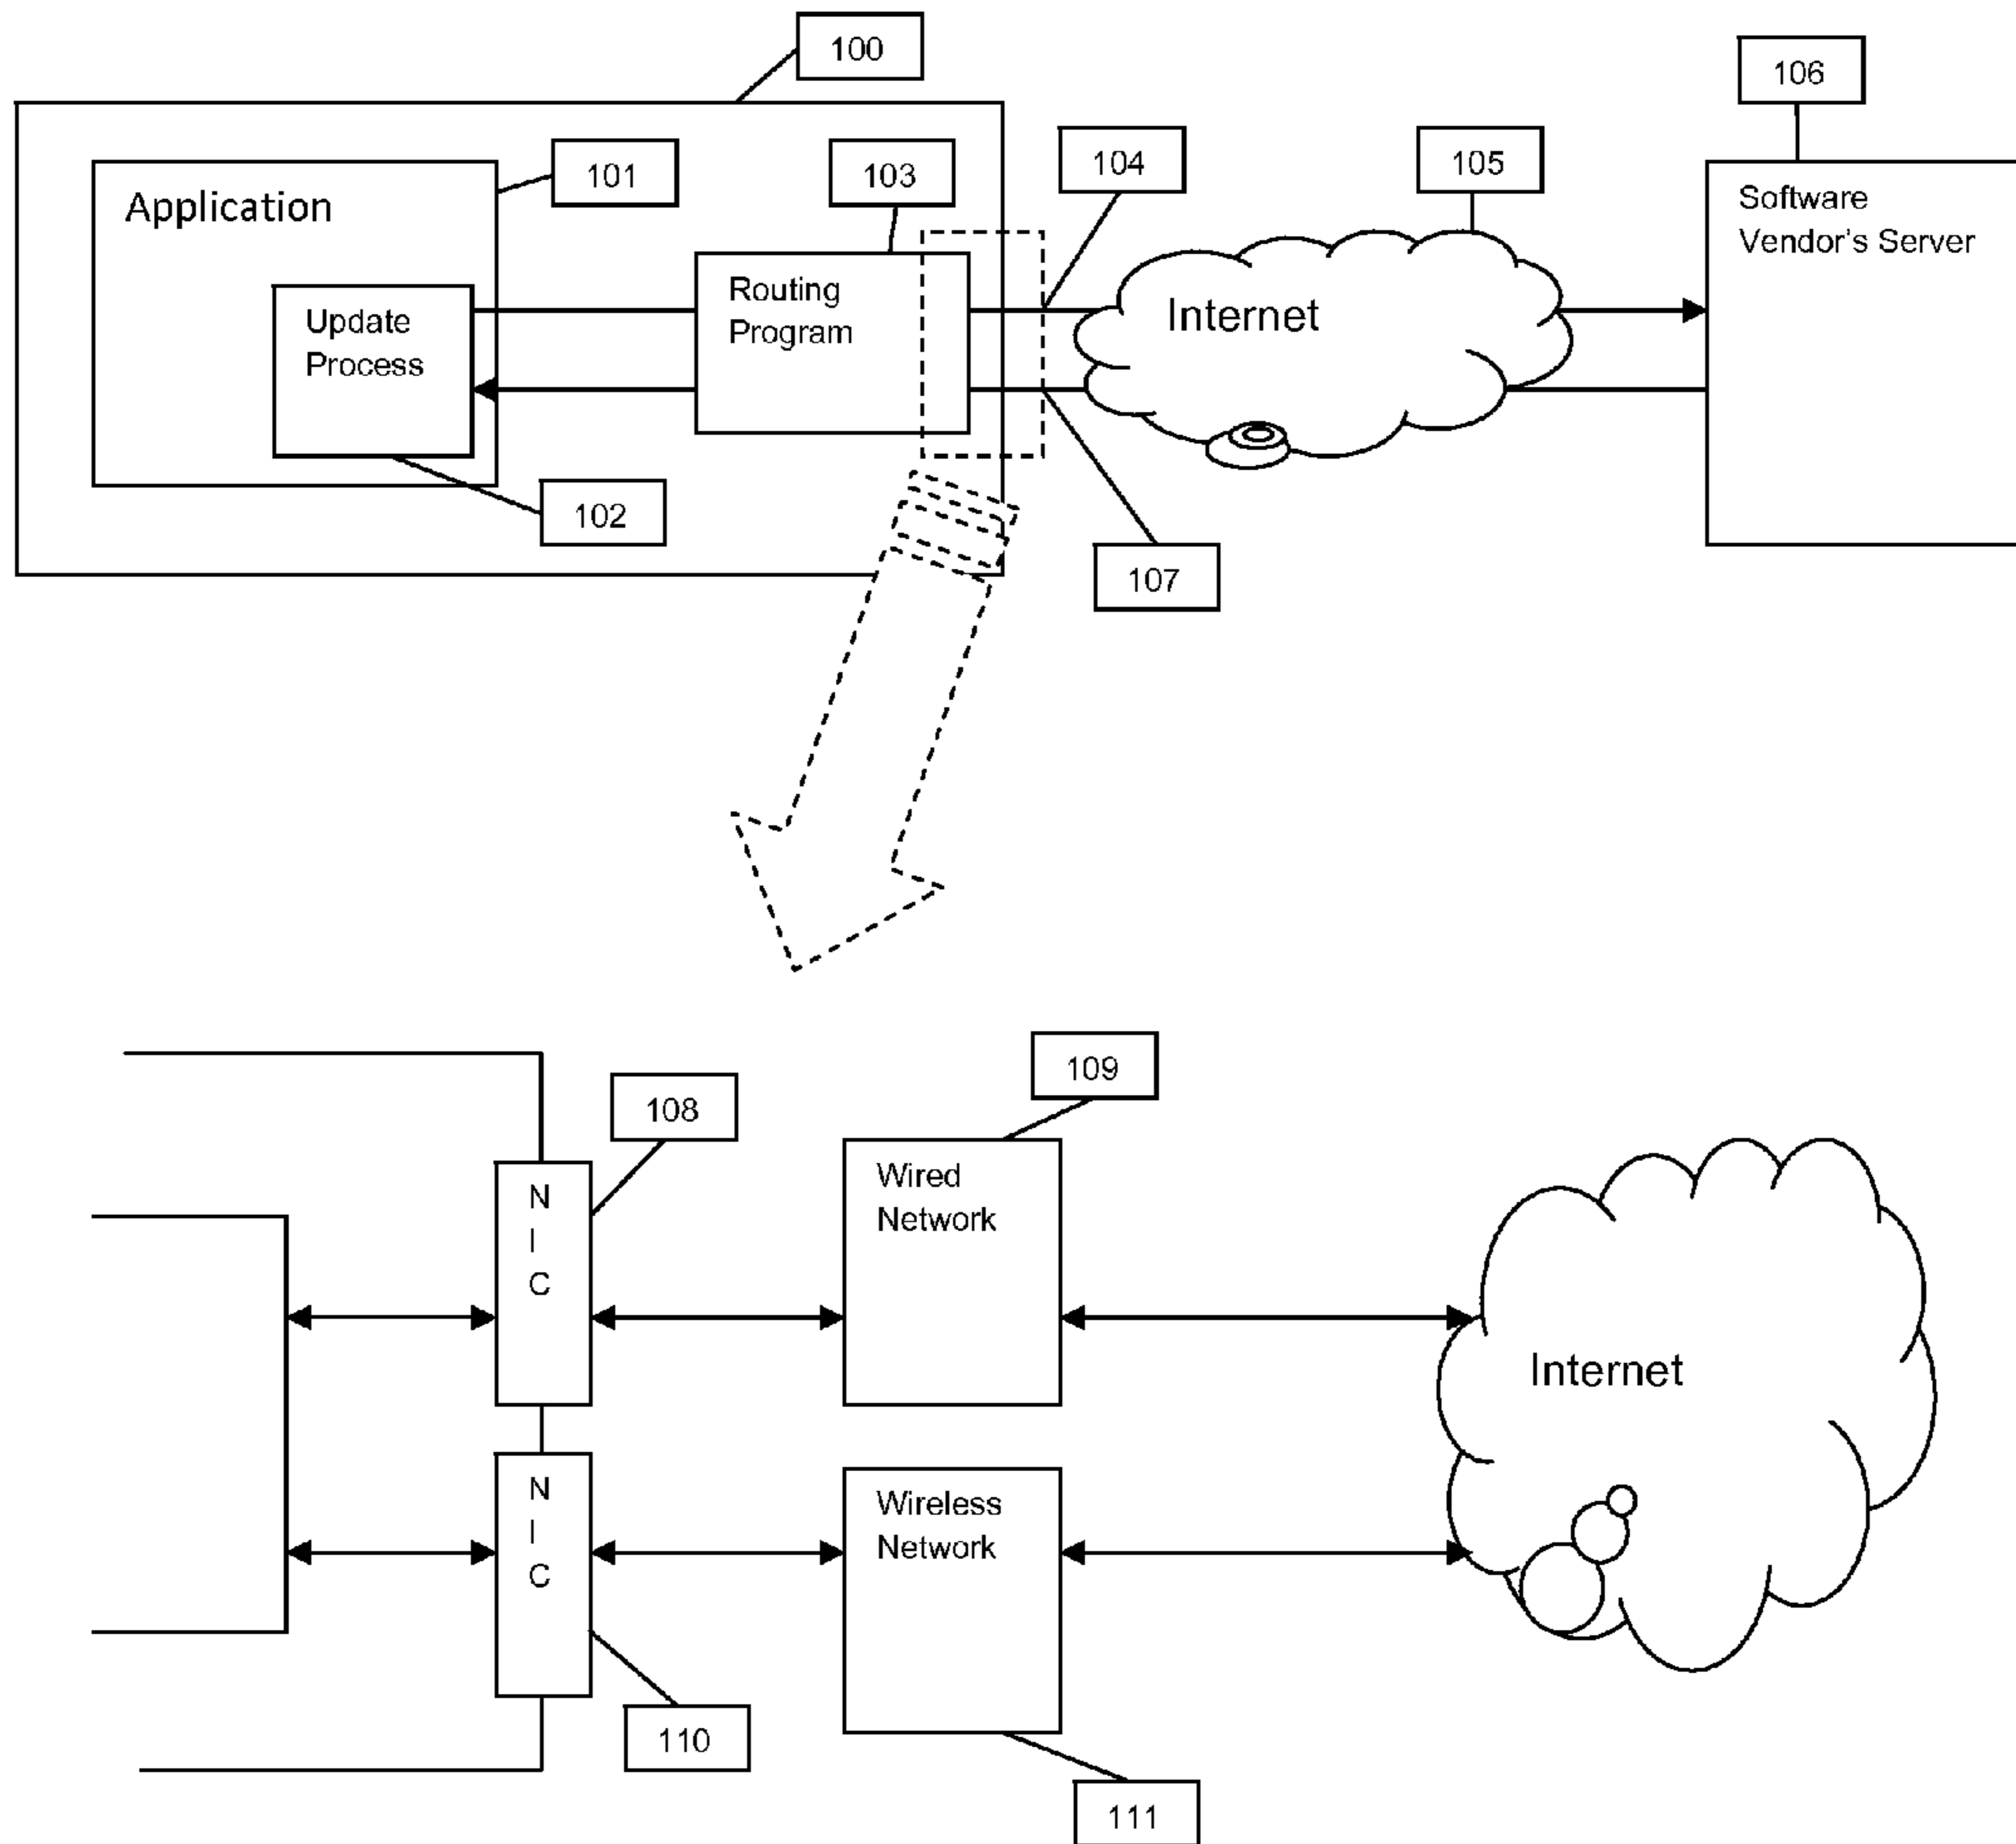 100
106
101
103
104
105
Application
Software
Vendor's Server
Update
Process
Routing
Program
Internet
102
107
109
108
N
I
C
Wired
Network
Internet
N
I
C
Wireless
Network
110
111